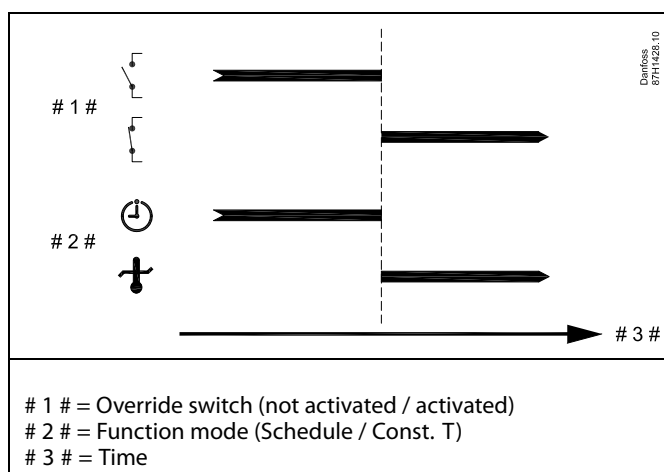 Danfoss
87H1428.10
# 1 #
# 2 #
# 3 #
# 1 # = Override switch (not activated / activated)
# 2 # = Function mode (Schedule / Const. T)
# 3 # = Time